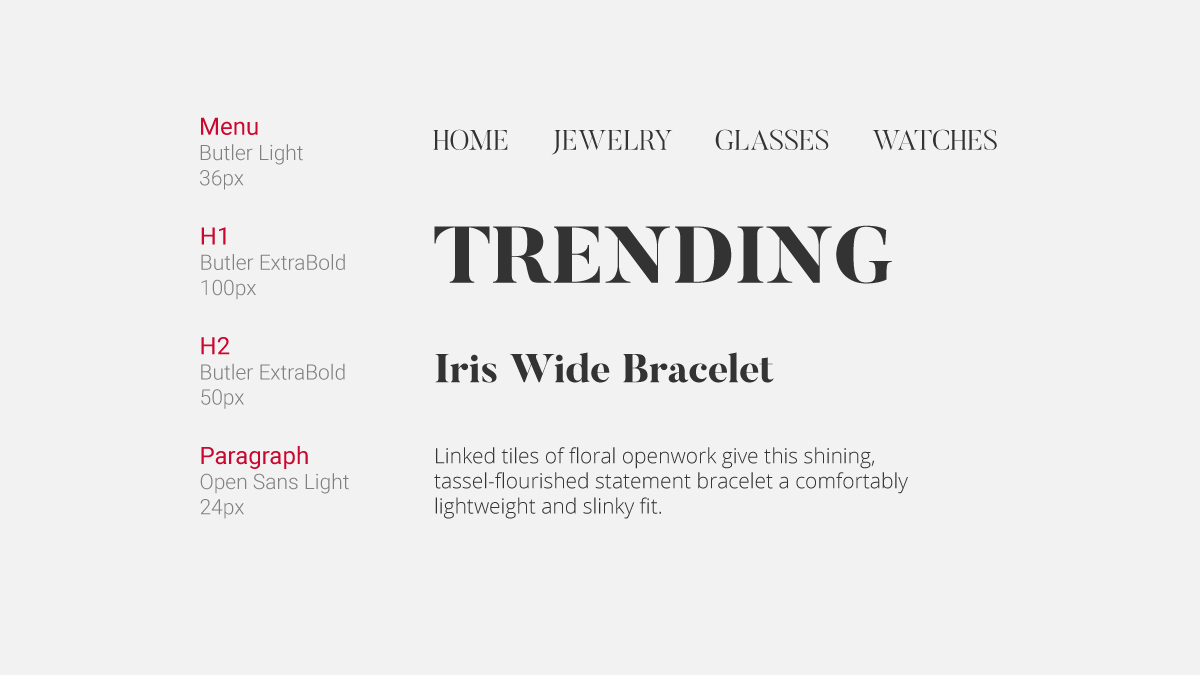 Menu
Butler Light
36px
HOME JEWELRY GLASSES WATCHES
H1
Butler ExtraBold
100px
TRENDING
H2
Butler ExtraBold
50px
Iris Wide Bracelet
Paragraph
Open Sans Light
24px
Linked tiles of floral openwork give this shining,
tassel-flourished statement bracelet a comfortably
lightweight and slinky fit.